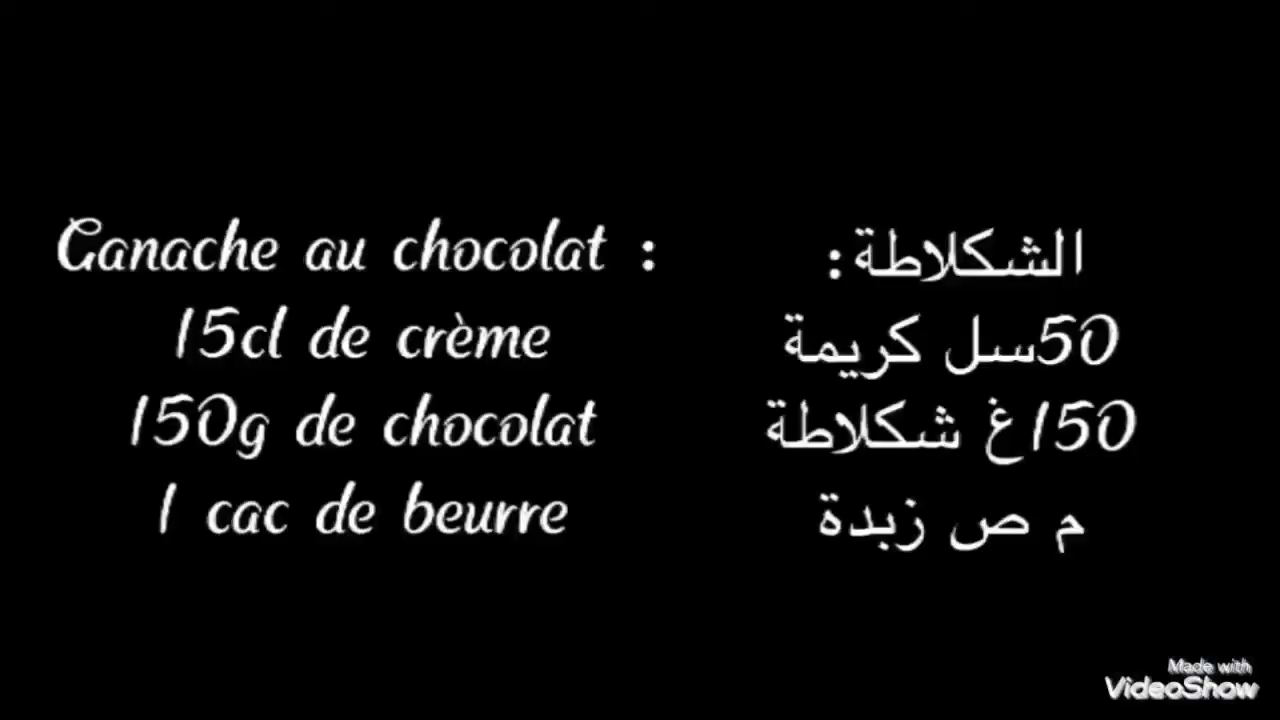 Ganache au chocolat :
15cl de crème
150g de chocolat
1 cac de beurre
الشكلاطة:
50سل كريمة
150غ شكلاطة
م ص زبدة
Made with
VideoShow